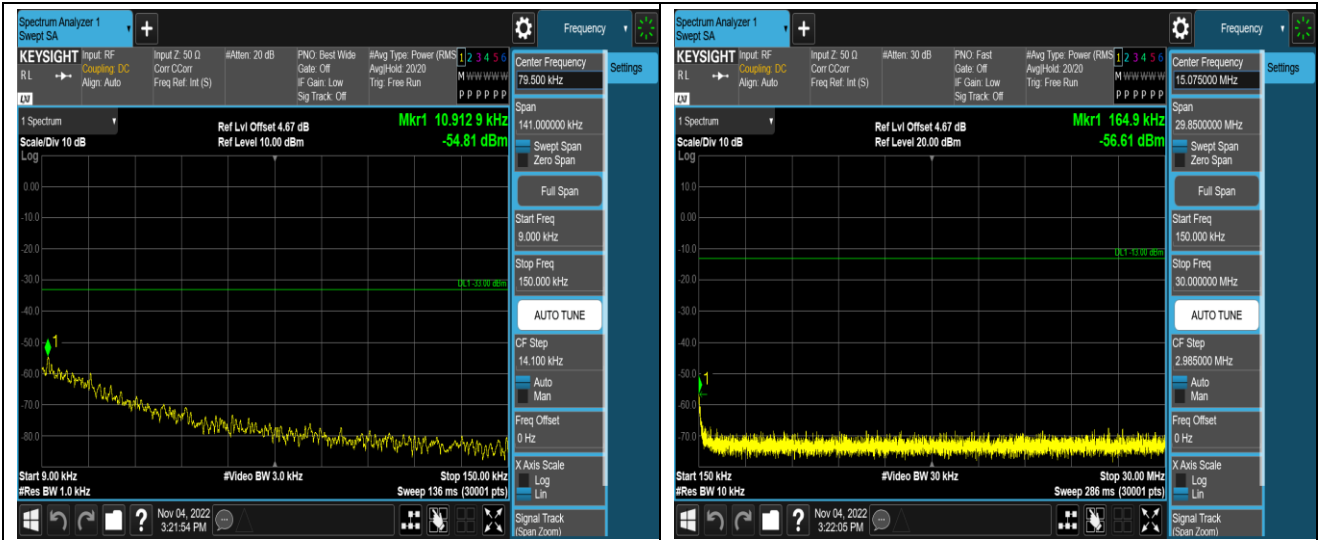 Spectrum Analyzer 1
Swept SA
Frequency
KEYSIGHT
Input: RF
Coupling: DC
Align: Auto
Input Z: 50 Ω
Corr CCorr
Freq Ref: Int (S)
#Atten: 20 dB
PNO: Best Wide
Gate: Off
IF Gain: Low
Sig Track: Off
#Avg Type: Power (RMS
Avg|Hold: 20/20
Trig: Free Run
1 2 3 4 5 6
M W W W W W
P P P P P P
RL
LXI
Center Frequency
79.500 kHz
Settings
1 Spectrum
Scale/Div 10 dB
Log
Ref Lvl Offset 4.67 dB
Ref Level 10.00 dBm
Mkr1 10.912 9 kHz
-54.81 dBm
Span
141.000000 kHz
Swept Span
Zero Span
Full Span
Start Freq
9.000 kHz
Stop Freq
150.000 kHz
AUTO TUNE
CF Step
14.100 kHz
Auto
Man
Freq Offset
0 Hz
X Axis Scale
Log
Lin
Signal Track
(Span Zoom)
0.00
-10.0
-20.0
-30.0
-40.0
-50.0
-60.0
-70.0
-80.0
DL1 -33.00 dBm
1
Start 9.00 kHz
#Res BW 1.0 kHz
#Video BW 3.0 kHz
Stop 150.00 kHz
Sweep 136 ms (30001 pts)
?
Nov 04, 2022
3:21:54 PM
Spectrum Analyzer 1
Swept SA
Frequency
KEYSIGHT
Input: RF
Coupling: DC
Align: Auto
Input Z: 50 Ω
Corr CCorr
Freq Ref: Int (S)
#Atten: 30 dB
PNO: Fast
Gate: Off
IF Gain: Low
Sig Track: Off
#Avg Type: Power (RMS
Avg|Hold: 20/20
Trig: Free Run
1 2 3 4 5 6
M W W W W W
P P P P P P
RL
LXI
Center Frequency
15.075000 MHz
Settings
1 Spectrum
Scale/Div 10 dB
Log
Ref Lvl Offset 4.67 dB
Ref Level 20.00 dBm
Mkr1 164.9 kHz
-56.61 dBm
Span
29.8500000 MHz
Swept Span
Zero Span
Full Span
Start Freq
150.000 kHz
Stop Freq
30.000000 MHz
AUTO TUNE
CF Step
2.985000 MHz
Auto
Man
Freq Offset
0 Hz
X Axis Scale
Log
Lin
Signal Track
(Span Zoom)
10.0
0.00
-10.0
-20.0
-30.0
-40.0
-50.0
-60.0
-70.0
DL1 -13.00 dBm
1
Start 150 kHz
#Res BW 10 kHz
#Video BW 30 kHz
Stop 30.00 MHz
Sweep 286 ms (30001 pts)
?
Nov 04, 2022
3:22:05 PM